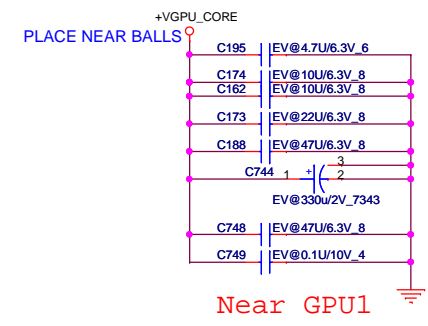 +VGPU_CORE
PLACE NEAR BALLS
C195 EV@4.7U/6.3V_6
C174 EV@10U/6.3V_8
C162 EV@10U/6.3V_8
C173 EV@22U/6.3V_8
C188 EV@47U/6.3V_8
3
C744 1 + 2
EV@330u/2V_7343
C748 EV@47U/6.3V_8
C749 EV@0.1U/10V_4
Near GPU1